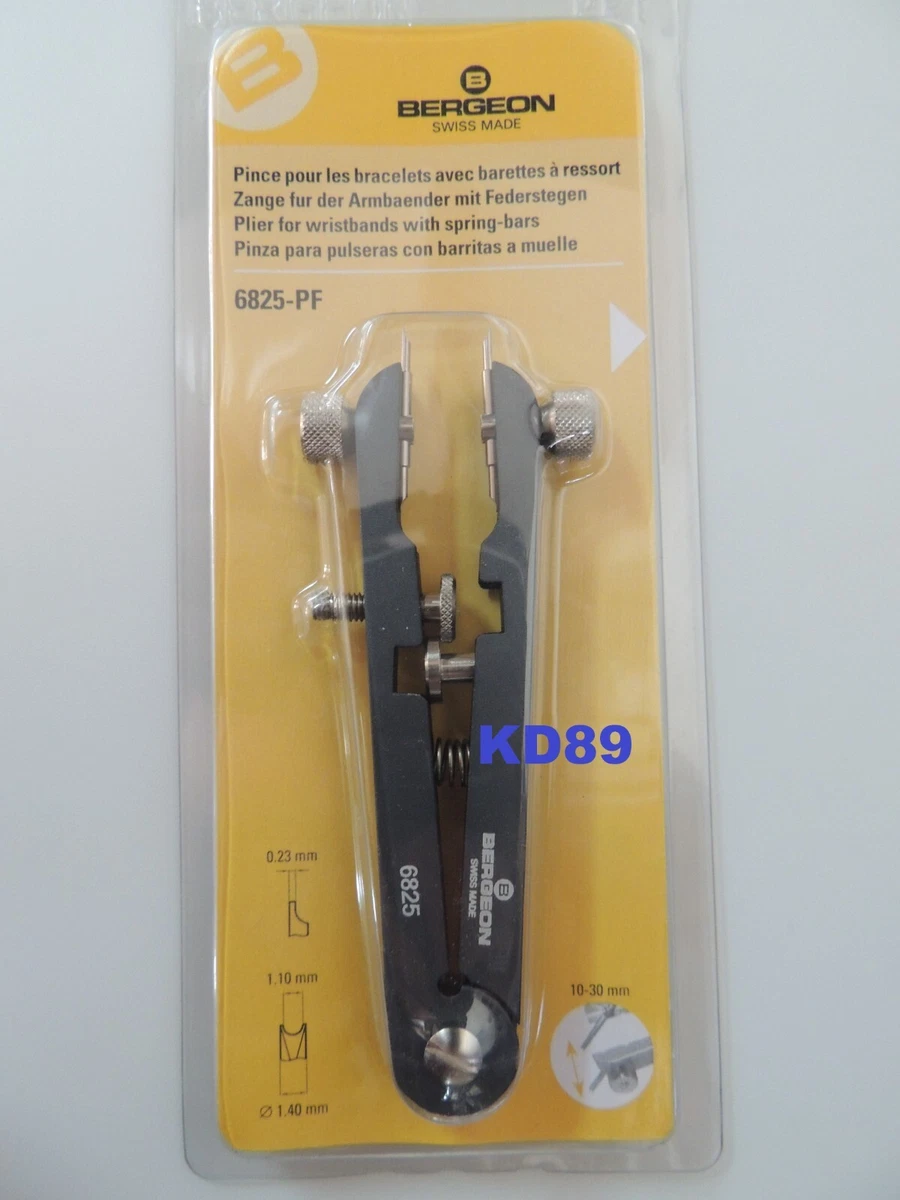 B
B
BERGEON
SWISS MADE
Pince pour les bracelets avec barettes à ressort
Zange fur der Armbaender mit Federstegen
Plier for wristbands with spring-bars
Pinza para pulseras con barritas a muelle
6825-PF
KD89
6825
B
BERGEON
SWISS MADE
0.23 mm
1.10 mm
∅ 1.40 mm
10-30 mm